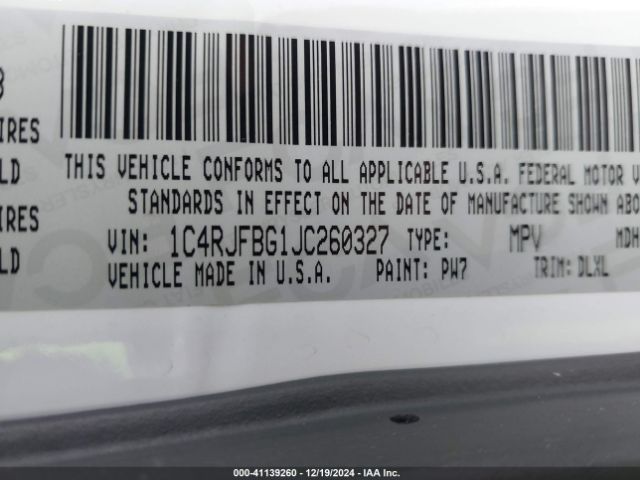 3
IRES
THIS VEHICLE CONFORMS TO ALL APPLICABLE U.S.A. FEDERAL MOTOR V
LD
STANDARDS IN EFFECT ON THE DATE OF MANUFACTURE SHOWN ABO
IRES
VIN: 1C4RJFBG1JC260327 TYPE: MPV MDH
LD
VEHICLE MADE IN U.S.A. PAINT: PW7 TRIM: DLXL
000-41139260 - 12/19/2024 - IAA Inc.